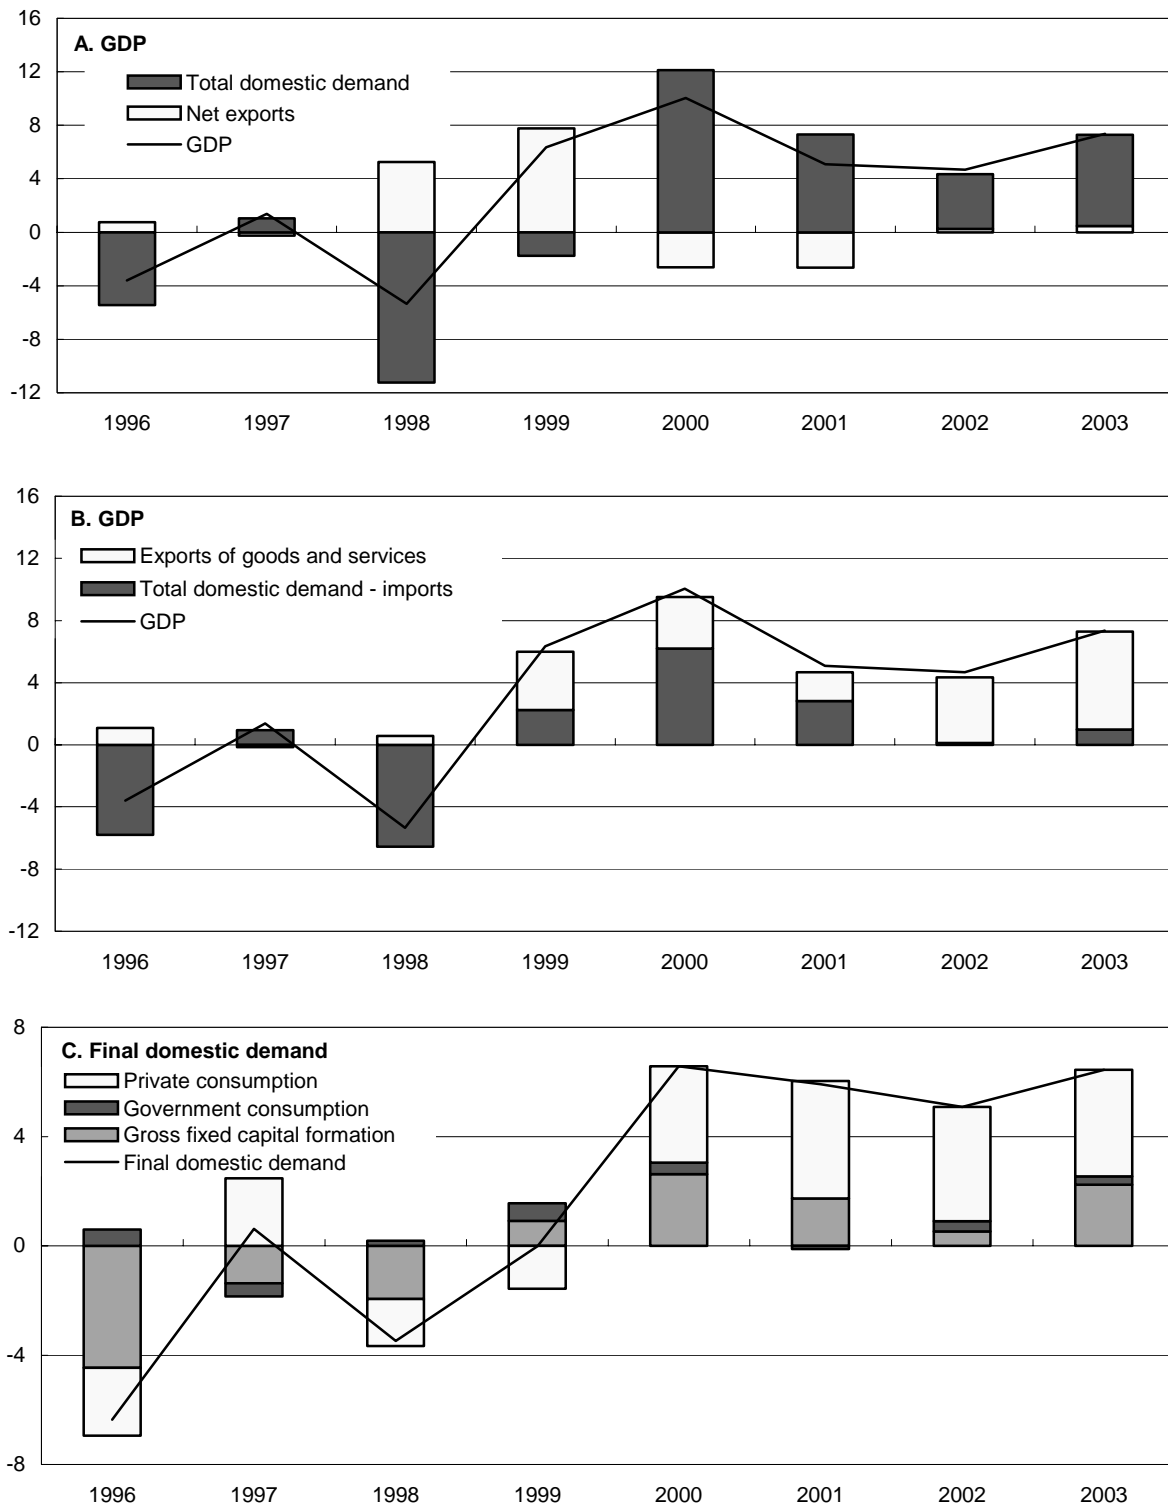 16
A. GDP
12
Total domestic demand
Net exports
8
GDP
4
0
-4
-8
-12
1996 1997 1998 1999 2000 2001 2002 2003
16
B. GDP
12
Exports of goods and services
Total domestic demand - imports
8
GDP
4
0
-4
-8
-12
1996 1997 1998 1999 2000 2001 2002 2003
8
C. Final domestic demand
Private consumption
Government consumption
4
Gross fixed capital formation
Final domestic demand
0
-4
-8
1996 1997 1998 1999 2000 2001 2002 2003